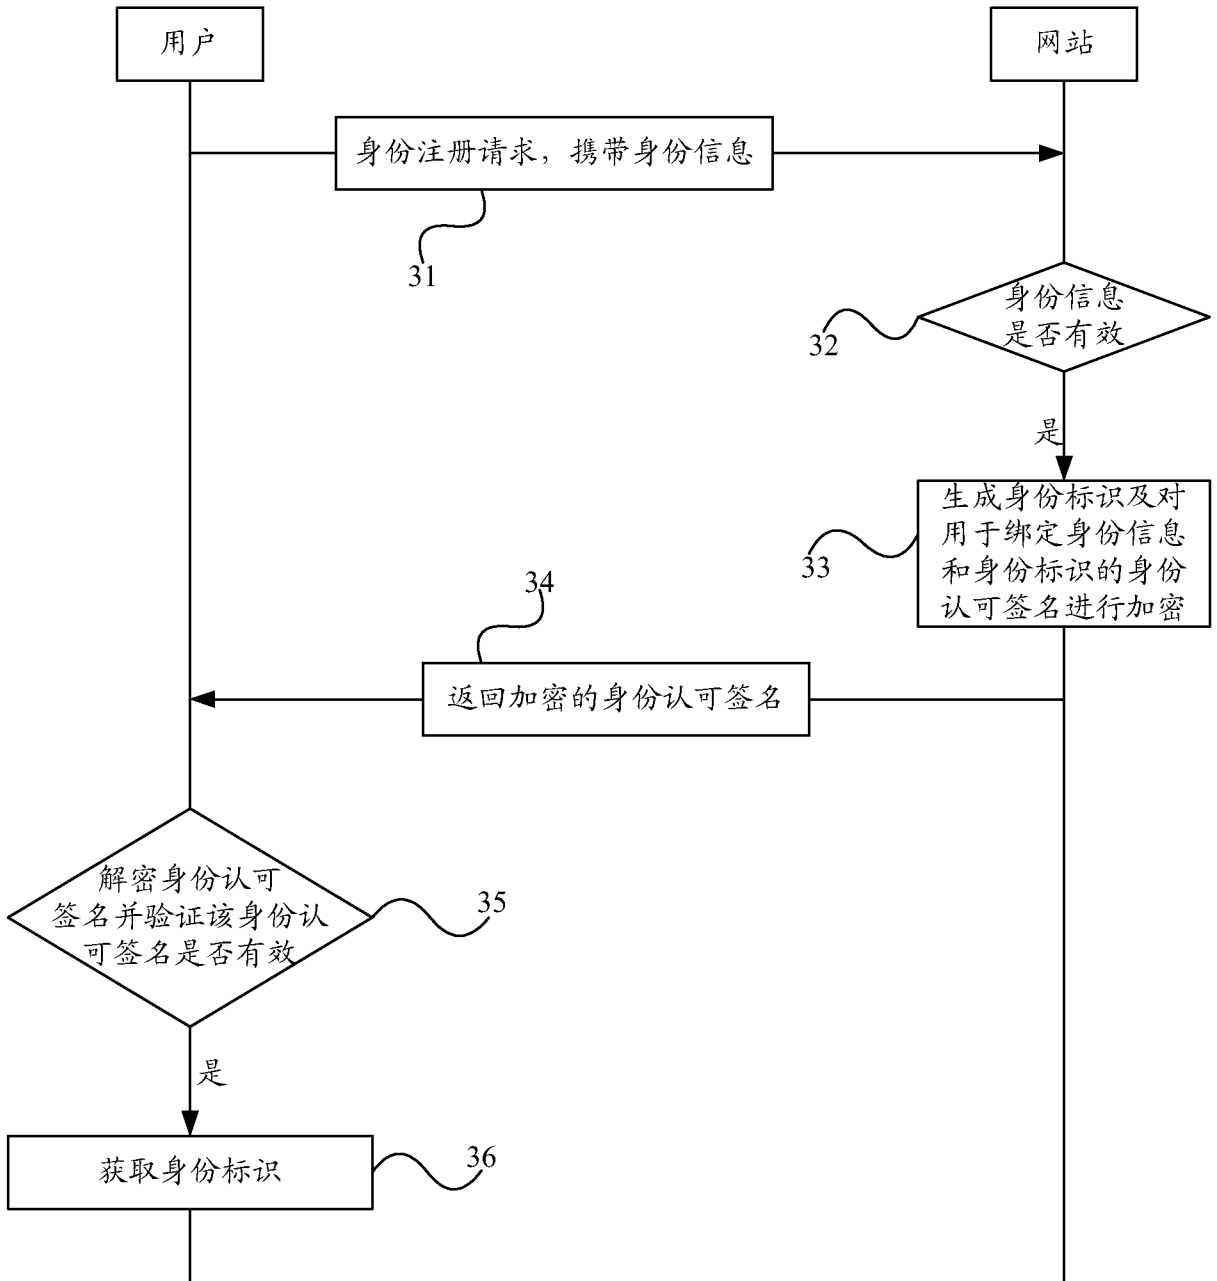 用户
网站
身份注册请求，携带身份信息
31
身份信息
是否有效
32
是
生成身份标识及对
用于绑定身份信息
和身份标识的身份
认可签名进行加密
33
34
返回加密的身份认可签名
解密身份认可
签名并验证该身份认
可签名是否有效
35
是
获取身份标识
36